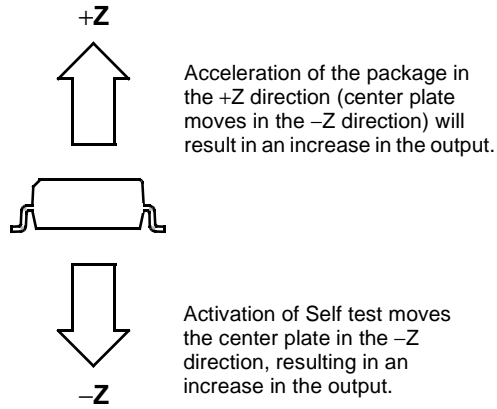 +Z
Acceleration of the package in
the +Z direction (center plate
moves in the −Z direction) will
result in an increase in the output.
Activation of Self test moves
the center plate in the −Z
direction, resulting in an
increase in the output.
−Z